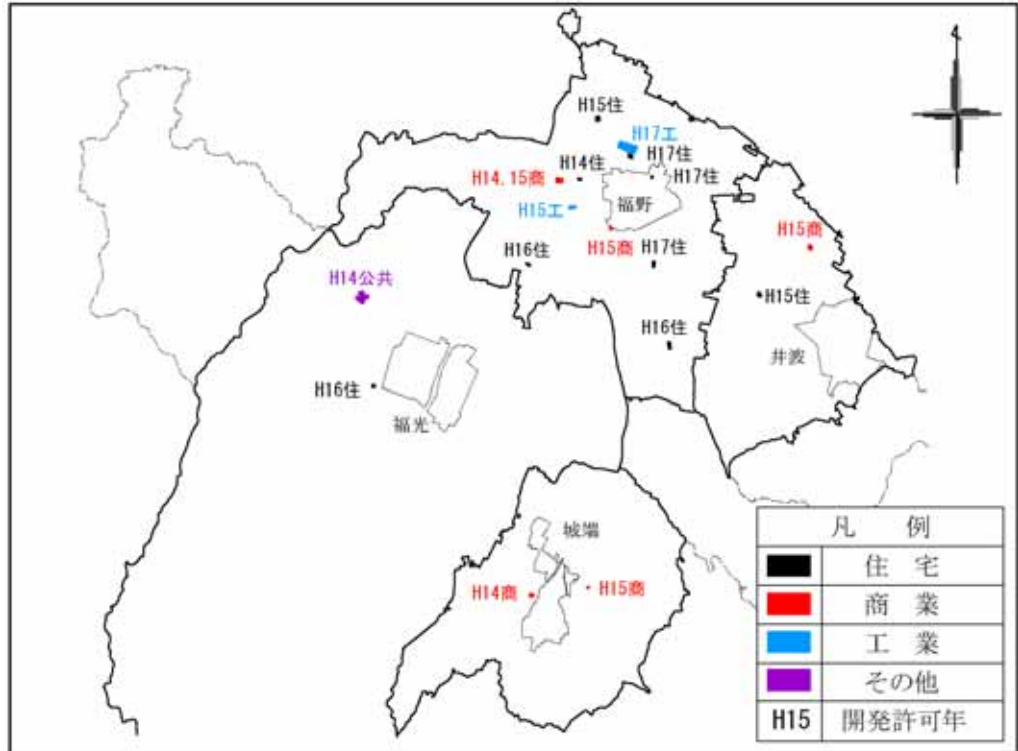 H15住
H17工
H17住
H14住
H14.15商
H17住
福野
H15工
H15商
H15商
H16住
H17住
H14公共
H15住
H16住
井波
H16住
福光
城端
H14商
H15商
凡 例
住 宅
商 業
工 業
その他
H15 開発許可年